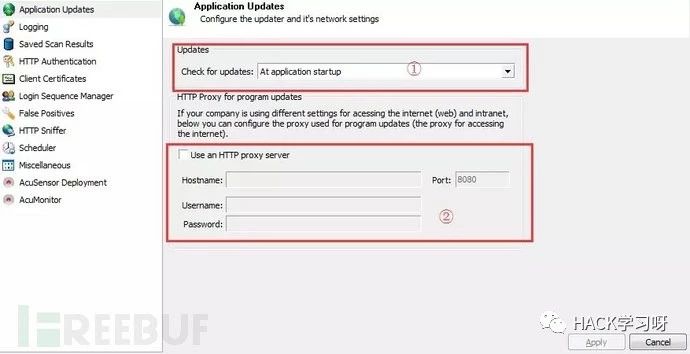 Application Updates
Logging
Saved Scan Results
HTTP Authentication
Client Certificates
Login Sequence Manager
False Positives
HTTP Sniffer
Scheduler
Miscellaneous
AcuSensor Deployment
AcuMonitor
Application Updates
Configure the updater and it's network settings
Updates
Check for updates: At application startup ①
HTTP Proxy for program updates
If your company is using different settings for acessing the internet (web) and intranet,
below you can configure the proxy used for program updates (the proxy for accessing
the internet).
Use an HTTP proxy server
Hostname: Port: 8080
Username:
Password: ②
FREEBUF
HACK学习呀
Apply Cancel